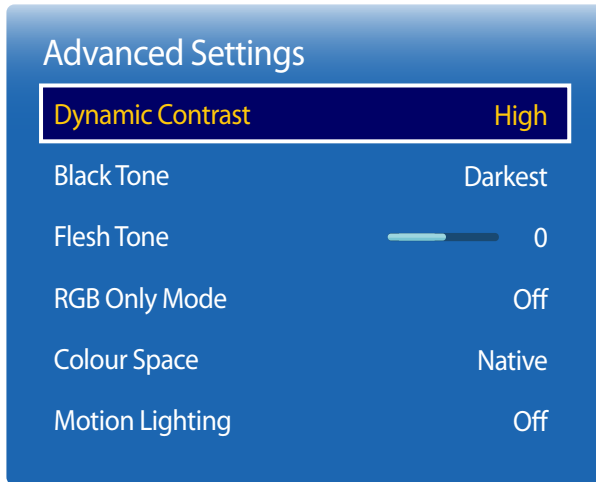 Advanced Settings
Dynamic Contrast High
Black Tone Darkest
Flesh Tone 0
RGB Only Mode Off
Colour Space Native
Motion Lighting Off